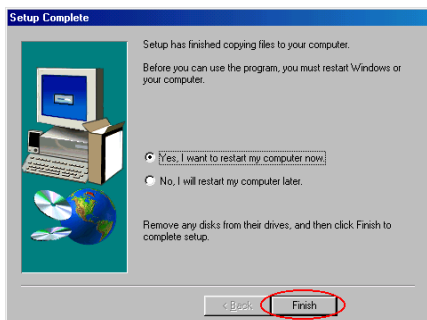 Setup Complete
Setup has finished copying files to your computer.
Before you can use the program, you must restart Windows or
your computer.
Yes, I want to restart my computer now.
No, I will restart my computer later.
Remove any disks from their drives, and then click Finish to
complete setup.
< Back
Finish